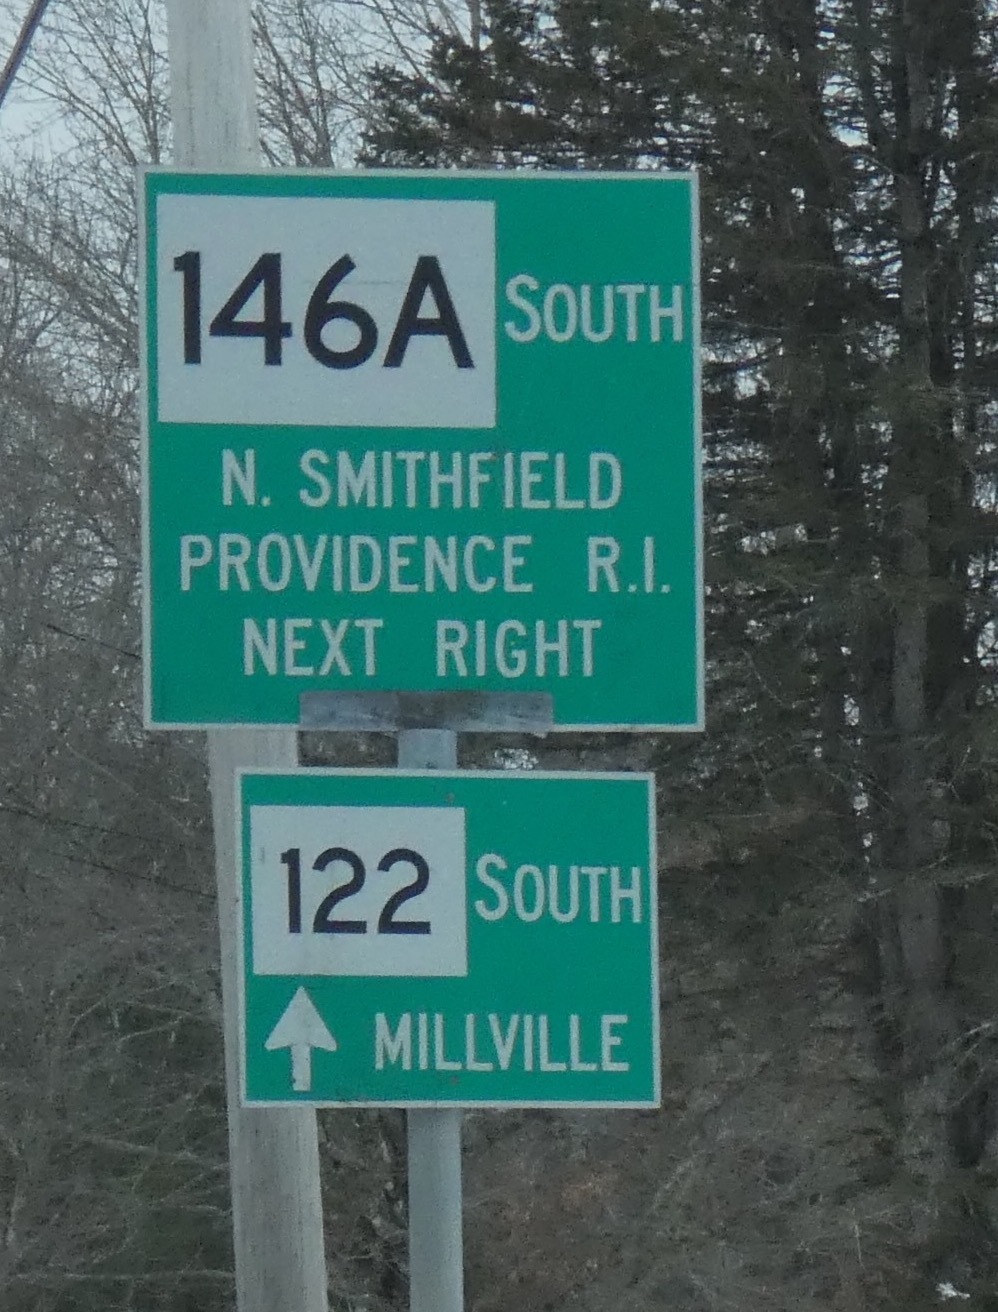 146A SOUTH
N. SMITHFIELD
PROVIDENCE R.I.
NEXT RIGHT
122 SOUTH
MILLVILLE